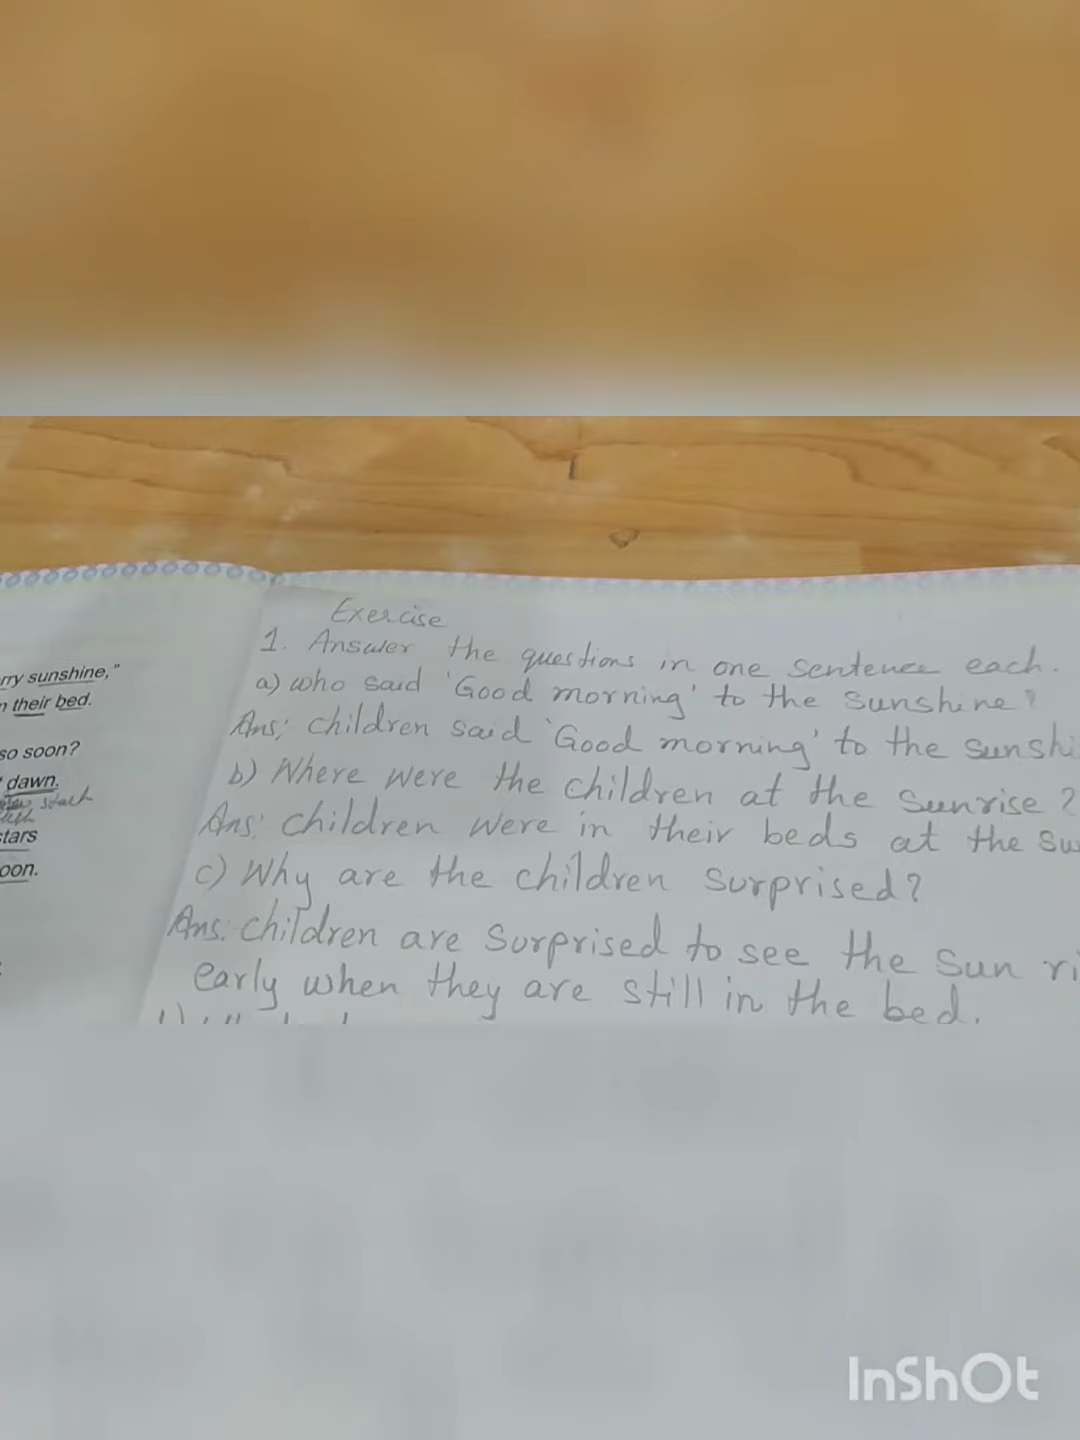 rry sunshine,"
their bed.
so soon?
dawn.
stars
oon.
Exercise
1. Answer the questions in one sentence each.
a) who said 'Good morning' to the sunshine?
Ans; children said 'Good morning' to the sunshi
b) Where were the children at the sunrise?
Ans: children were in their beds at the su
c) Why are the children surprised?
Ans: children are surprised to see the sun ri
early when they are still in the bed.
InShOt